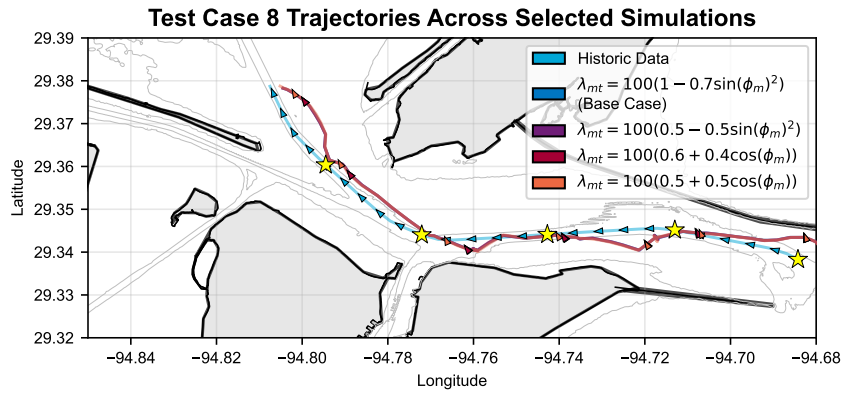 Test Case 8 Trajectories Across Selected Simulations
29.39
29.38
29.37
29.36
29.35
29.34
29.33
29.32
Latitude
Historic Data
λ_mt = 100(1 − 0.7sin(ϕ_m)²)
(Base Case)
λ_mt = 100(0.5 − 0.5sin(ϕ_m)²)
λ_mt = 100(0.6 + 0.4cos(ϕ_m))
λ_mt = 100(0.5 + 0.5cos(ϕ_m))
−94.84 −94.82 −94.80 −94.78 −94.76 −94.74 −94.72 −94.70 −94.68
Longitude